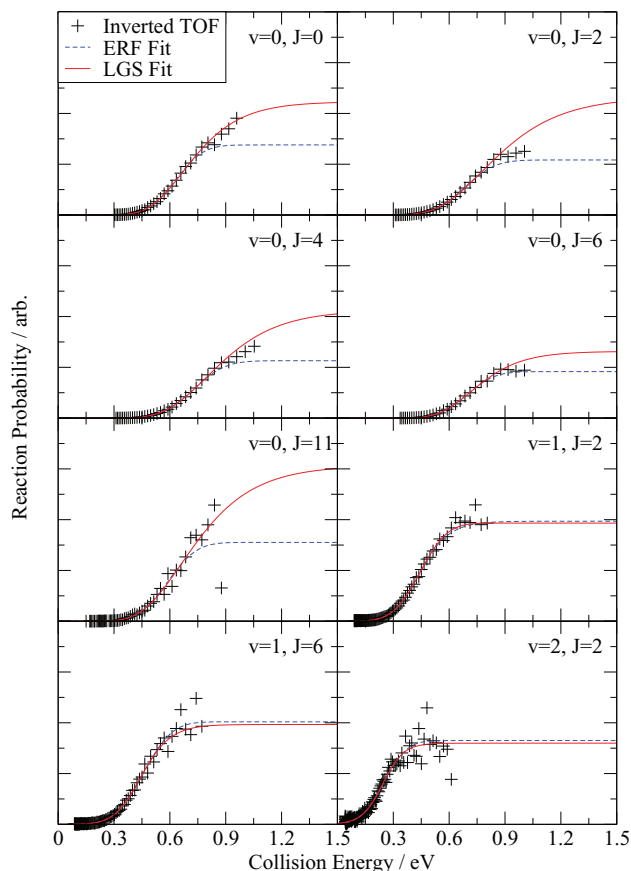 Inverted TOF
ERF Fit
LGS Fit
v=0, J=0
v=0, J=2
v=0, J=4
v=0, J=6
v=0, J=11
v=1, J=2
v=1, J=6
v=2, J=2
Reaction Probability / arb.
0 0.3 0.6 0.9 1.2 1.5 0.3 0.6 0.9 1.2 1.5
Collision Energy / eV